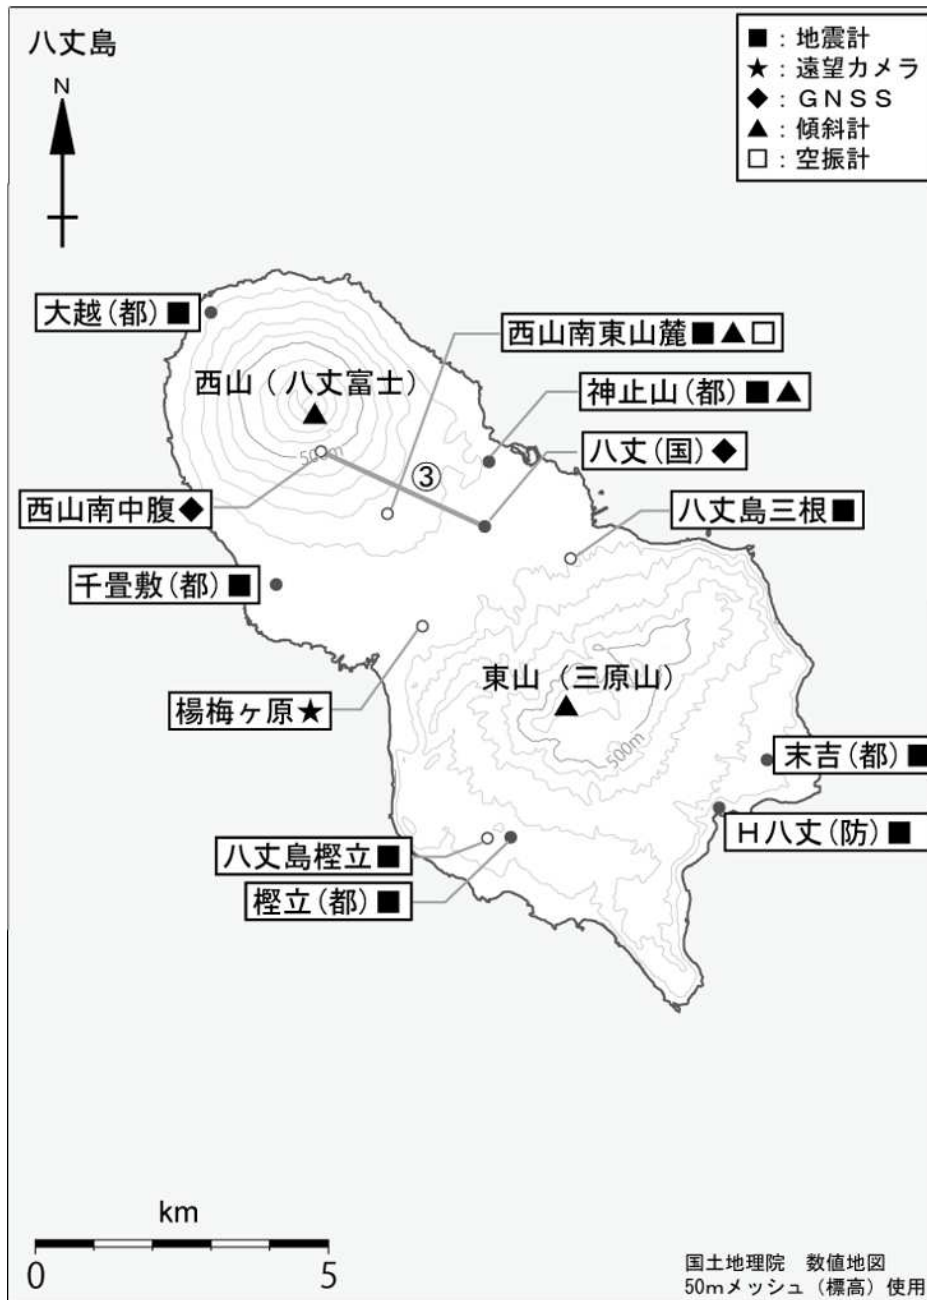 八丈島
N
■：地震計
★：遠望カメラ
◆：ＧＮＳＳ
▲：傾斜計
□：空振計
大越(都)■
西山南東山麓■▲□
西山（八丈富士）
神止山(都)■▲
八丈(国)◆
500m
③
西山南中腹◆
八丈島三根■
千畳敷(都)■
東山（三原山）
楊梅ヶ原★
500m
末吉(都)■
Ｈ八丈(防)■
八丈島樫立■
樫立(都)■
km
0 5
国土地理院　数値地図
50mメッシュ（標高）使用